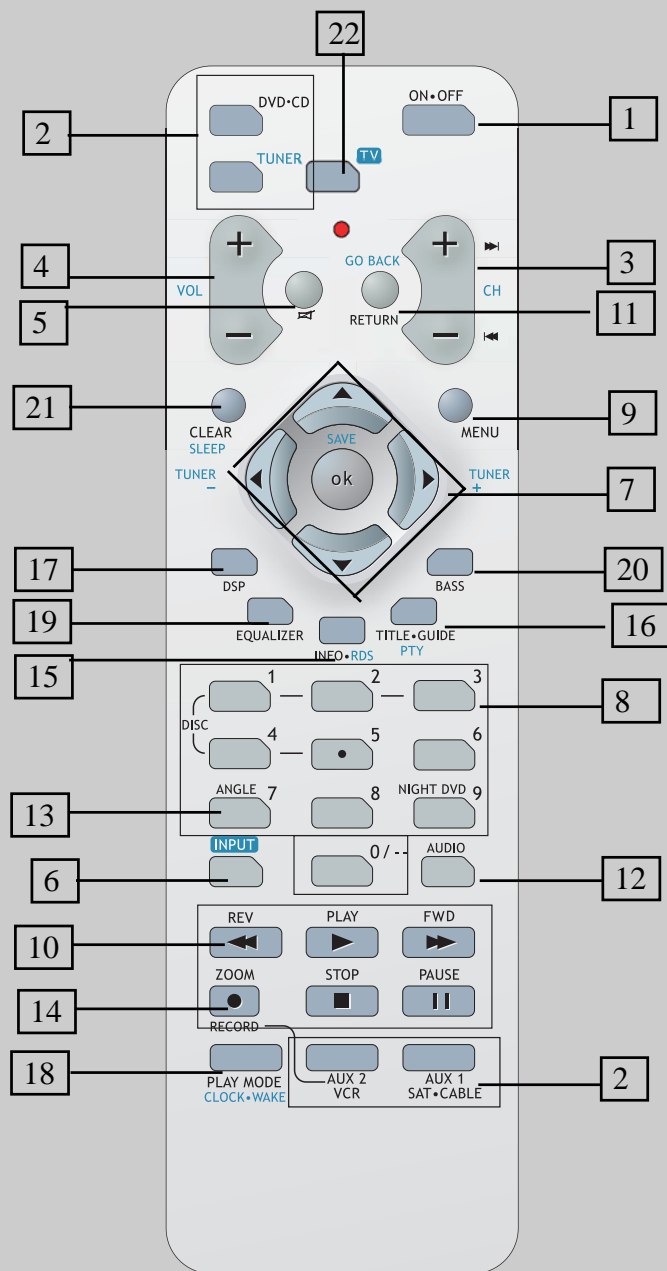 22
2
DVD•CD
ON•OFF
1
TUNER
TV
4
+
+
3
GO BACK
VOL
CH
5
RETURN
11
−
−
21
9
CLEAR
SLEEP
MENU
SAVE
TUNER
−
ok
TUNER
+
7
17
DSP
BASS
20
19
EQUALIZER
TITLE•GUIDE
PTY
16
15
INFO•RDS
1
2
3
8
DISC
4
5
6
ANGLE
7
8
NIGHT DVD
9
13
INPUT
0 / --
AUDIO
6
12
REV
PLAY
FWD
10
ZOOM
STOP
PAUSE
14
RECORD
18
PLAY MODE
CLOCK•WAKE
AUX 2
VCR
AUX 1
SAT•CABLE
2